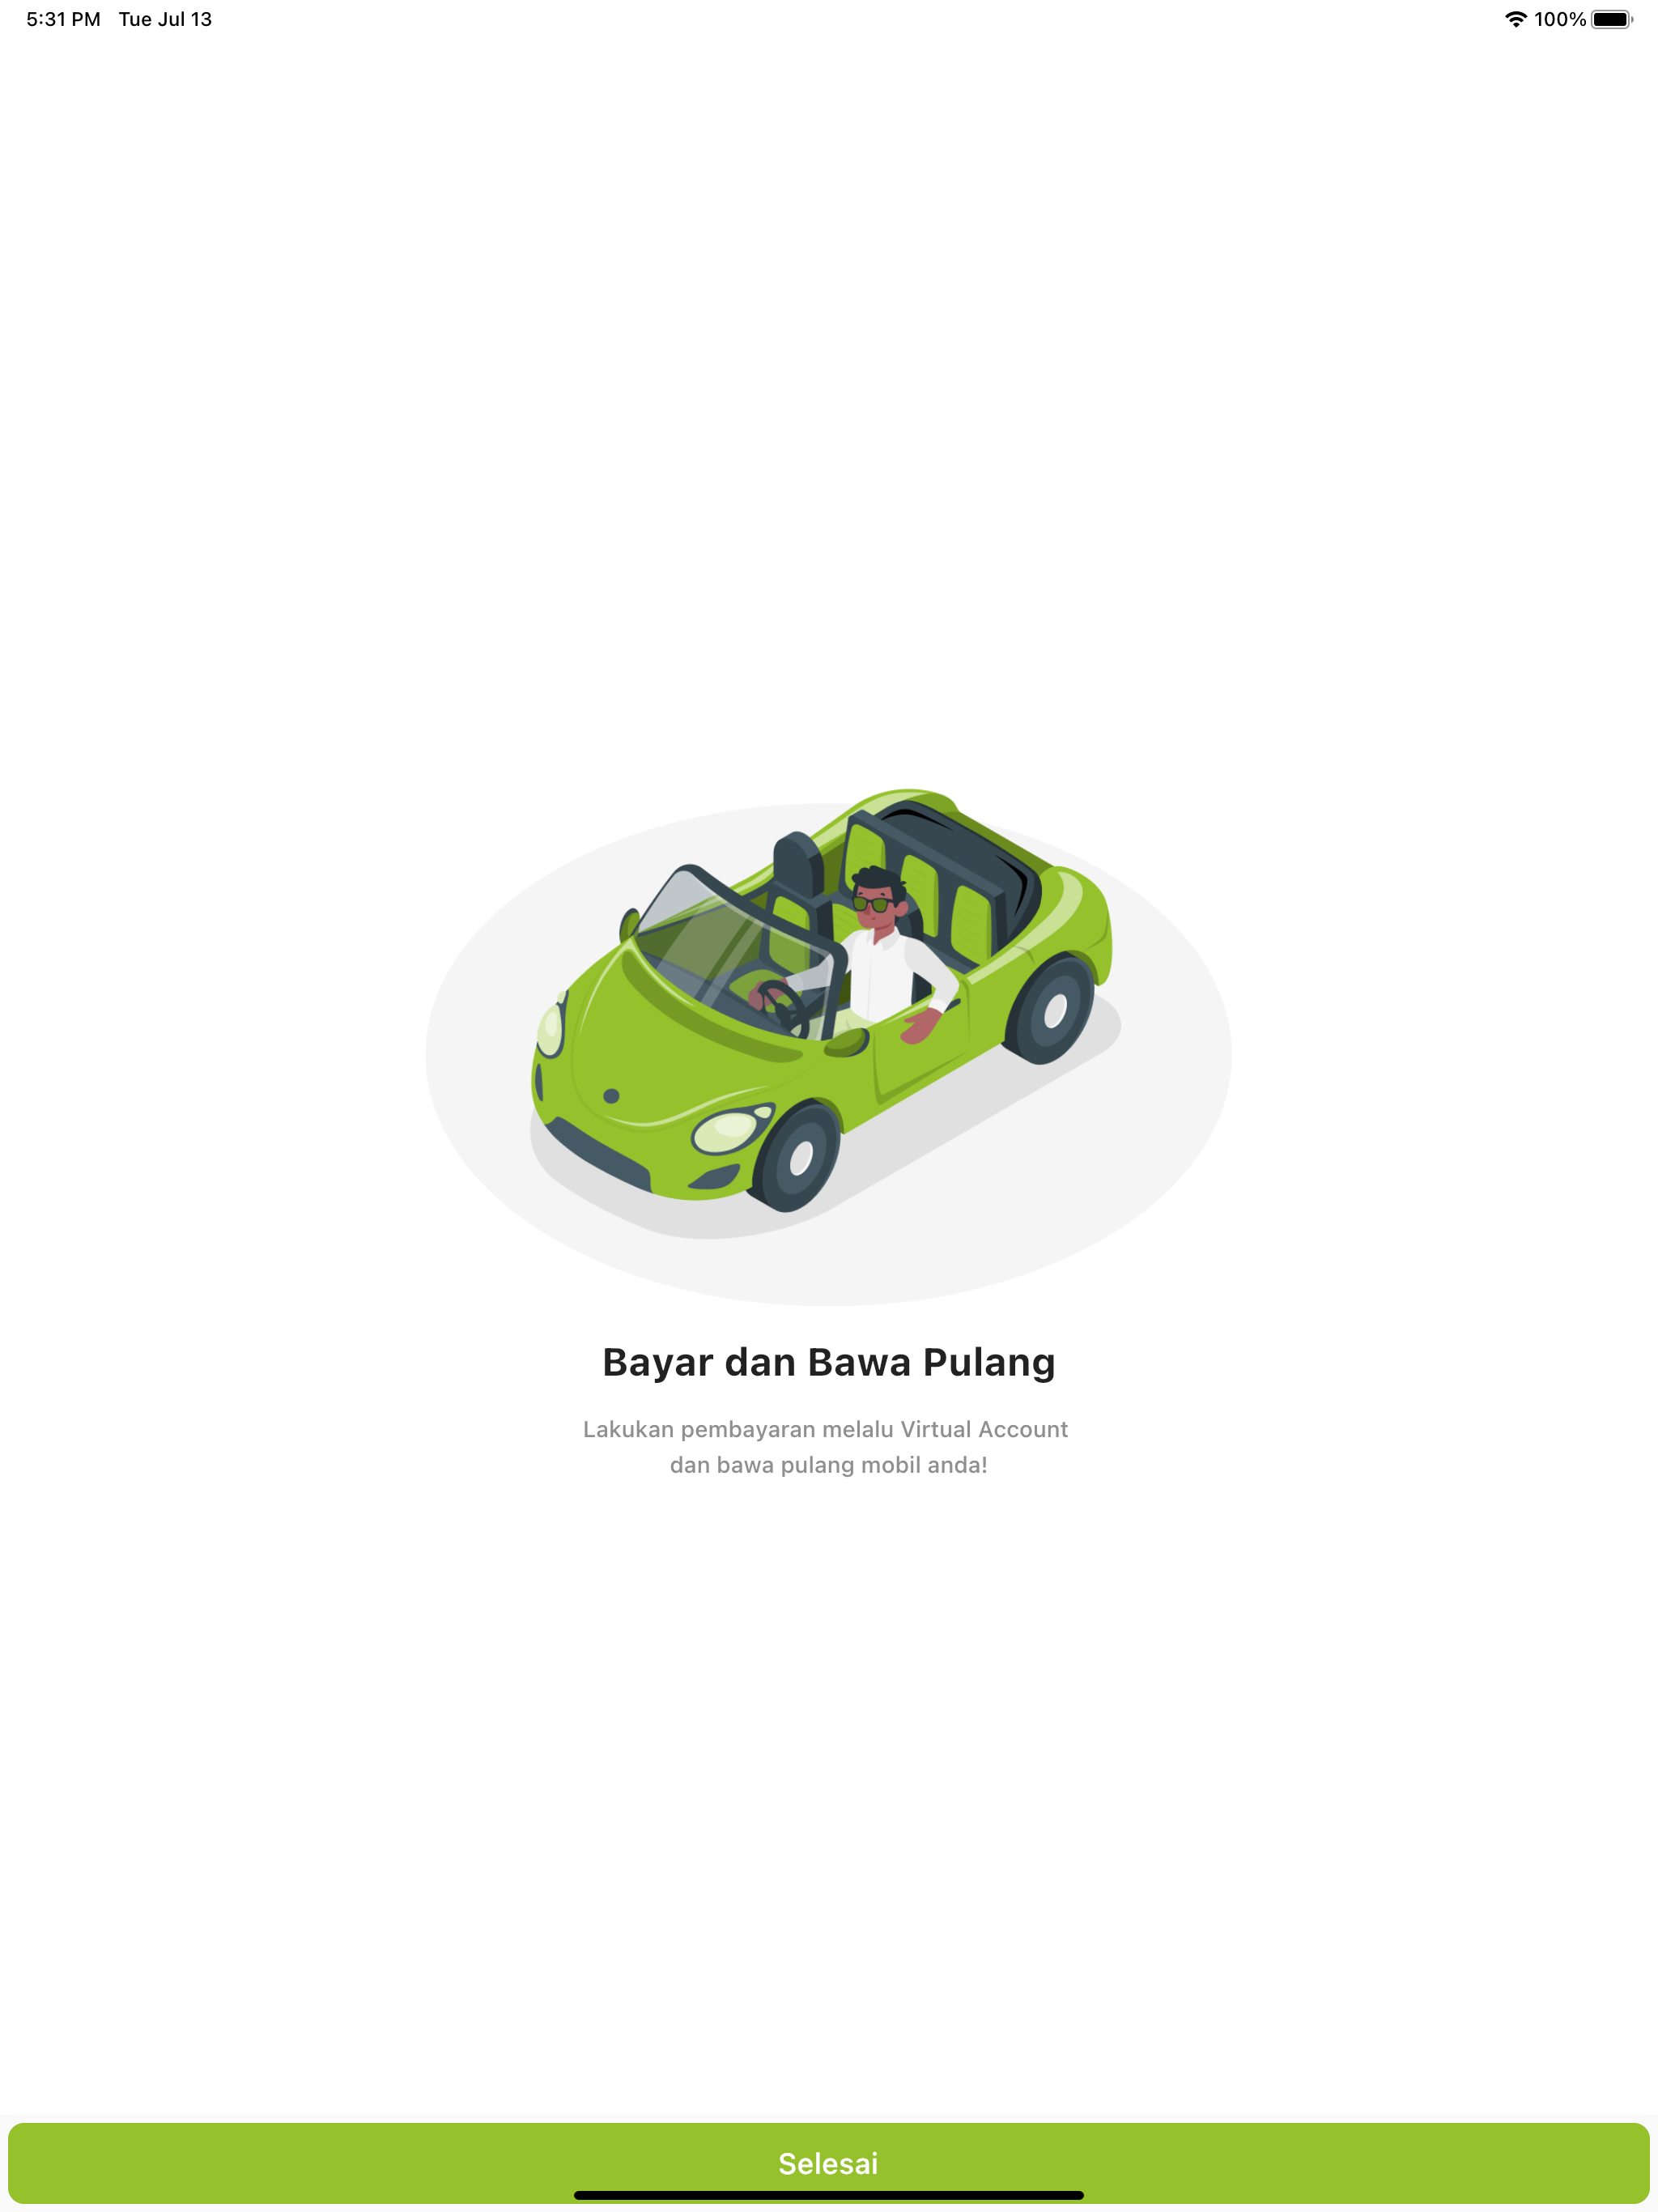 5:31 PM Tue Jul 13
100%
Bayar dan Bawa Pulang
Lakukan pembayaran melalu Virtual Account
dan bawa pulang mobil anda!
Selesai